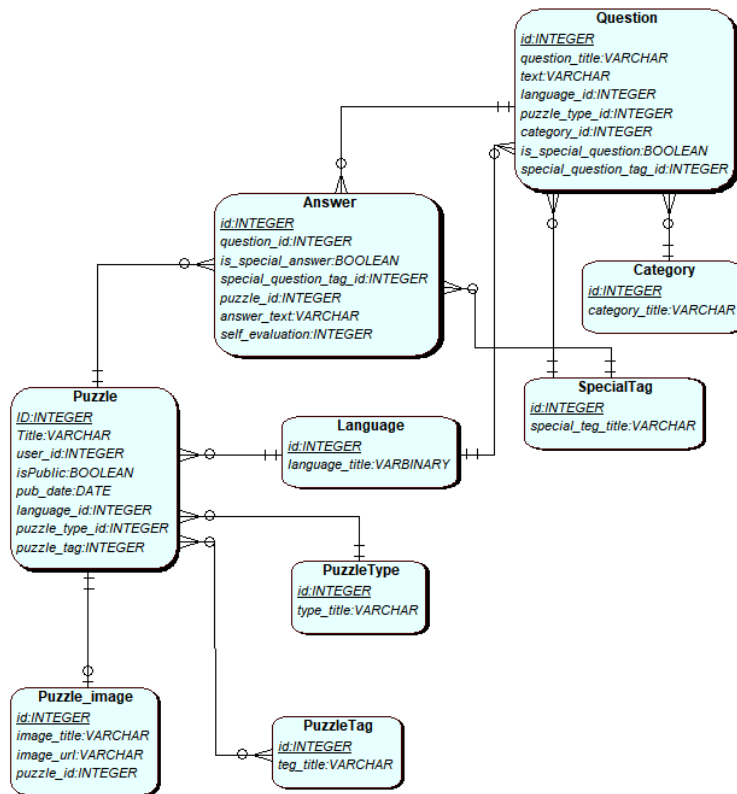 Question
id:INTEGER
question_title:VARCHAR
text:VARCHAR
language_id:INTEGER
puzzle_type_id:INTEGER
category_id:INTEGER
is_special_question:BOOLEAN
special_question_tag_id:INTEGER
Answer
id:INTEGER
question_id:INTEGER
is_special_answer:BOOLEAN
special_question_tag_id:INTEGER
puzzle_id:INTEGER
answer_text:VARCHAR
self_evaluation:INTEGER
Category
id:INTEGER
category_title:VARCHAR
SpecialTag
id:INTEGER
special_teg_title:VARCHAR
Puzzle
ID:INTEGER
Title:VARCHAR
user_id:INTEGER
isPublic:BOOLEAN
pub_date:DATE
language_id:INTEGER
puzzle_type_id:INTEGER
puzzle_tag:INTEGER
Language
id:INTEGER
language_title:VARBINARY
PuzzleType
id:INTEGER
type_title:VARCHAR
Puzzle_image
id:INTEGER
image_title:VARCHAR
image_url:VARCHAR
puzzle_id:INTEGER
PuzzleTag
id:INTEGER
teg_title:VARCHAR